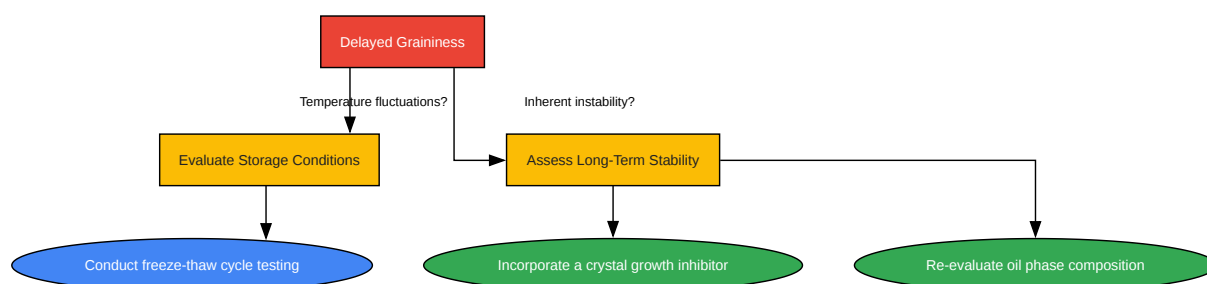 Delayed Graininess
Temperature fluctuations?
Inherent instability?
Evaluate Storage Conditions
Assess Long-Term Stability
Conduct freeze-thaw cycle testing
Incorporate a crystal growth inhibitor
Re-evaluate oil phase composition